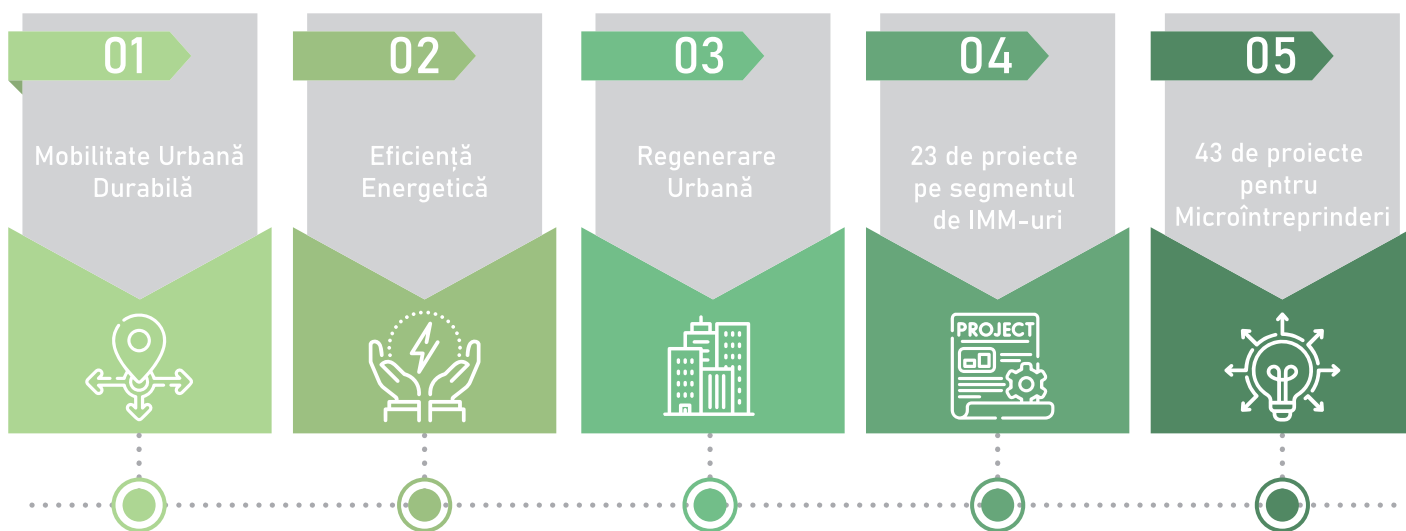 01
Mobilitate Urbană
Durabilă
02
Eficiență
Energetică
03
Regenerare
Urbană
04
23 de proiecte
pe segmentul
de IMM-uri
PROJECT
05
43 de proiecte
pentru
Microîntreprinderi